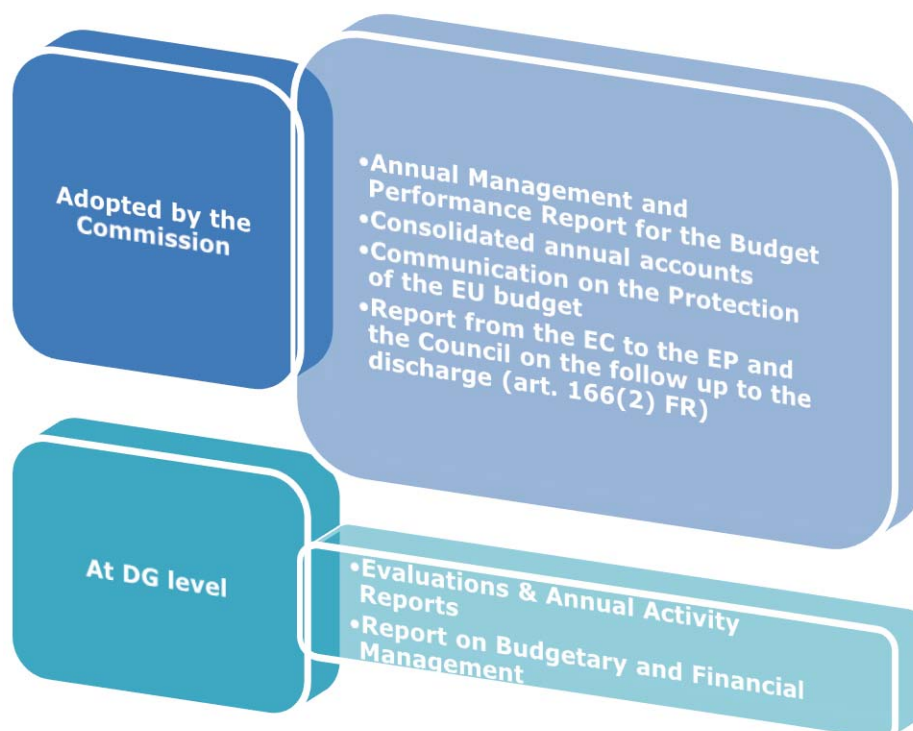 Adopted by the
Commission
•Annual Management and
Performance Report for the Budget
•Consolidated annual accounts
•Communication on the Protection
of the EU budget
•Report from the EC to the EP and
the Council on the follow up to the
discharge (art. 166(2) FR)
At DG level
•Evaluations & Annual Activity
Reports
•Report on Budgetary and Financial
Management